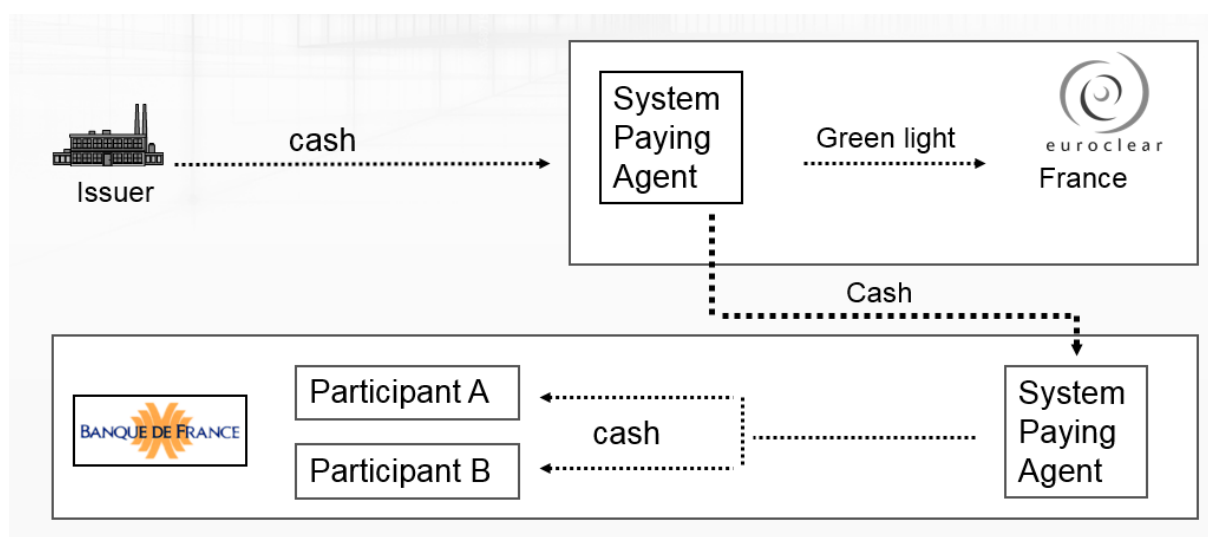 cash
Issuer
System
Paying
Agent
Green light
euroclear
France
Cash
BANQUE DE FRANCE
Participant A
Participant B
cash
System
Paying
Agent